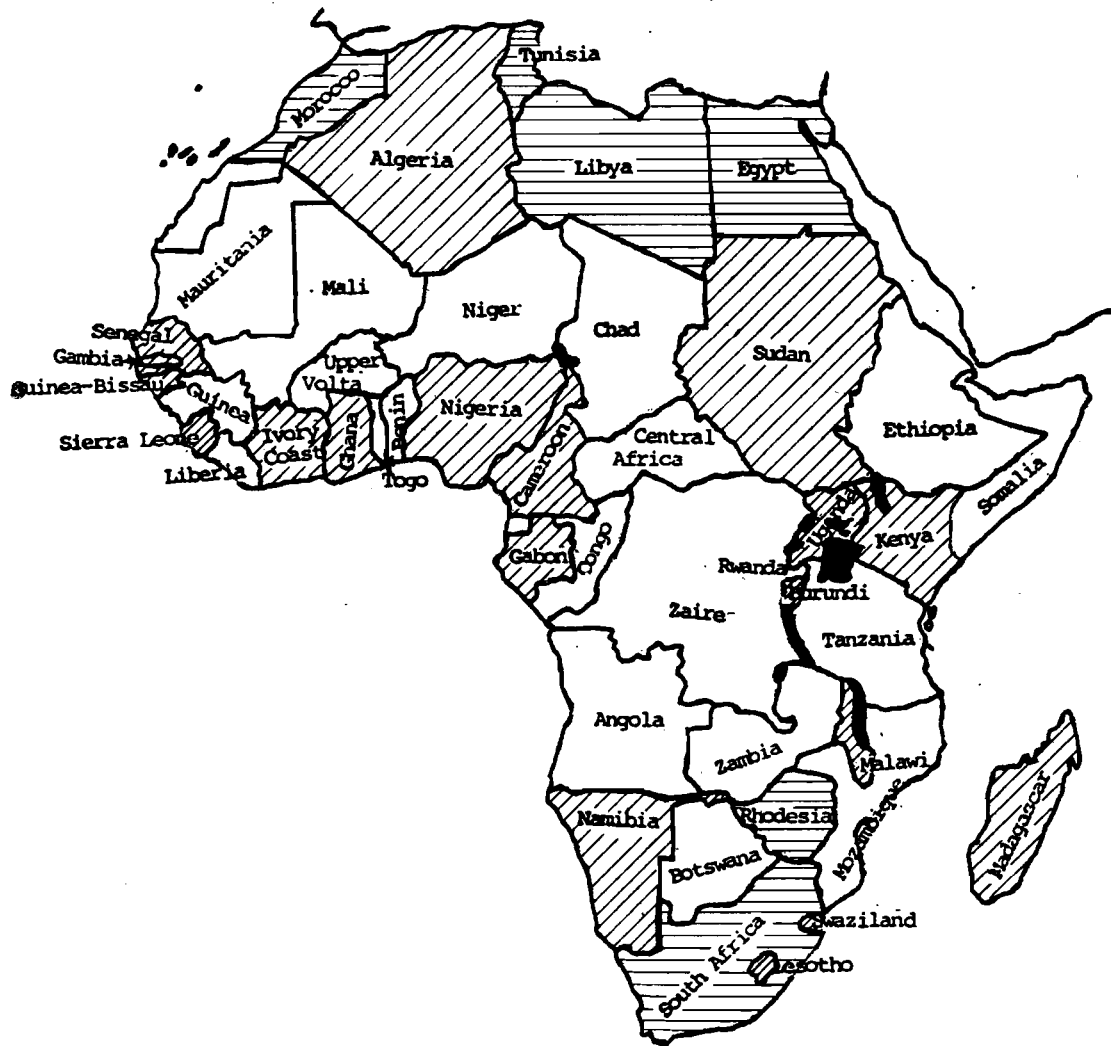 Tunisia
Morocco
Algeria
Libya
Egypt
Mauritania
Mali
Niger
Chad
Sudan
Senegal
Gambia
Guinea-Bissau
Guinea
Upper
Volta
Nigeria
Benin
Ivory
Coast
Ghana
Sierra Leone
Liberia
Togo
Cameroon
Central
Africa
Ethiopia
Somalia
Uganda
Kenya
Gabon
Congo
Rwanda
Burundi
Zaire
Tanzania
Angola
Zambia
Malawi
Namibia
Rhodesia
Mozambique
Madagascar
Botswana
Swaziland
South Africa
Lesotho